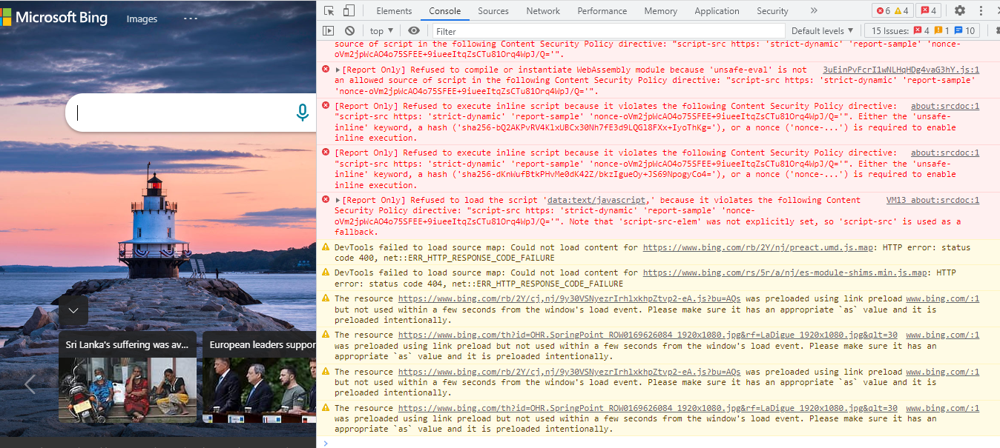 Microsoft Bing
Images
Sri Lanka's suffering was av...
European leaders suppor
Elements Console Sources Network Performance Memory Application Security 6 4 4
top Filter Default levels 15 Issues: 4 1 10
source of script in the following Content Security Policy directive: "script-src https: 'strict-dynamic' 'report-sample' 'nonce-
oVm2jpWcAO4o75SFEE+9iueeItqZsCTu81Orq4WpJ/Q='".
[Report Only] Refused to compile or instantiate WebAssembly module because 'unsafe-eval' is not 3uEinPvFcrI1wNLHqHDg4vaG3hY.js:1
an allowed source of script in the following Content Security Policy directive: "script-src https: 'strict-dynamic' 'report-sample'
'nonce-oVm2jpWcAO4o75SFEE+9iueeItqZsCTu81Orq4WpJ/Q='".
[Report Only] Refused to execute inline script because it violates the following Content Security Policy directive: about:srcdoc:1
"script-src https: 'strict-dynamic' 'report-sample' 'nonce-oVm2jpWcAO4o75SFEE+9iueeItqZsCTu81Orq4WpJ/Q='". Either the 'unsafe-
inline' keyword, a hash ('sha256-bQ2AKPvRV4KlxUBCx30Nh7fE3d9LQGl8FXx+IyoThKg='), or a nonce ('nonce-...') is required to enable
inline execution.
[Report Only] Refused to execute inline script because it violates the following Content Security Policy directive: about:srcdoc:1
"script-src https: 'strict-dynamic' 'report-sample' 'nonce-oVm2jpWcAO4o75SFEE+9iueeItqZsCTu81Orq4WpJ/Q='". Either the 'unsafe-
inline' keyword, a hash ('sha256-dKnWufBtkPHvMe0dK42Z/bkzIgueOy+JS69NpogyCo4='), or a nonce ('nonce-...') is required to enable
inline execution.
[Report Only] Refused to load the script 'data:text/javascript,' because it violates the following Content VM13 about:srcdoc:1
Security Policy directive: "script-src https: 'strict-dynamic' 'report-sample' 'nonce-
oVm2jpWcAO4o75SFEE+9iueeItqZsCTu81Orq4WpJ/Q='". Note that 'script-src-elem' was not explicitly set, so 'script-src' is used as a
fallback.
DevTools failed to load source map: Could not load content for https://www.bing.com/rb/2Y/nj/preact.umd.js.map: HTTP error: status
code 400, net::ERR_HTTP_RESPONSE_CODE_FAILURE
DevTools failed to load source map: Could not load content for https://www.bing.com/rs/5r/a/nj/es-module-shims.min.js.map: HTTP
error: status code 404, net::ERR_HTTP_RESPONSE_CODE_FAILURE
The resource https://www.bing.com/rb/2Y/cj,nj/9y30VSNyezrIrhlxkhpZtvp2-eA.js?bu=AQs was preloaded using link preload www.bing.com/:1
but not used within a few seconds from the window's load event. Please make sure it has an appropriate `as` value and it is
preloaded intentionally.
The resource https://www.bing.com/th?id=OHR.SpringPoint_ROW0169626084_1920x1080.jpg&rf=LaDigue_1920x1080.jpg&qlt=30 www.bing.com/:1
was preloaded using link preload but not used within a few seconds from the window's load event. Please make sure it has an
appropriate `as` value and it is preloaded intentionally.
The resource https://www.bing.com/rb/2Y/cj,nj/9y30VSNyezrIrhlxkhpZtvp2-eA.js?bu=AQs was preloaded using link preload www.bing.com/:1
but not used within a few seconds from the window's load event. Please make sure it has an appropriate `as` value and it is
preloaded intentionally.
The resource https://www.bing.com/th?id=OHR.SpringPoint_ROW0169626084_1920x1080.jpg&rf=LaDigue_1920x1080.jpg&qlt=30 www.bing.com/:1
was preloaded using link preload but not used within a few seconds from the window's load event. Please make sure it has an
appropriate `as` value and it is preloaded intentionally.